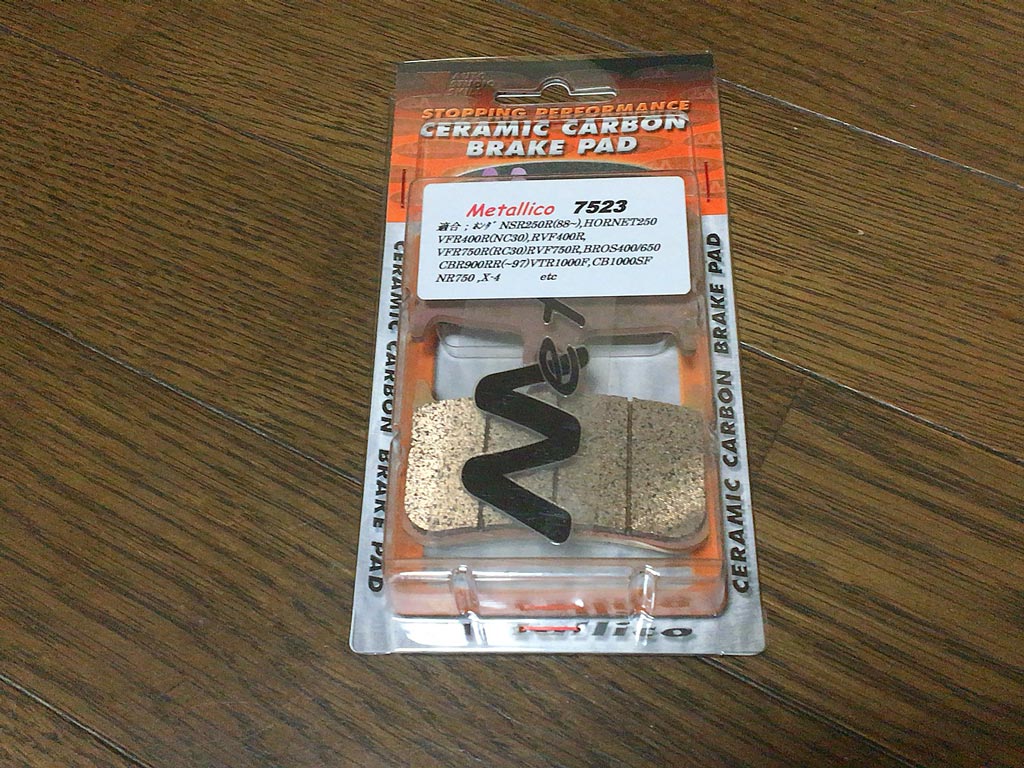 STOPPING PERFORMANCE
CERAMIC CARBON
BRAKE PAD
Metallico 7523
適合；ﾎﾝﾀﾞ NSR250R(88~),HORNET250
VFR400R(NC30),RVF400R,
VFR750R(RC30)RVF750R,BROS400/650
CBR900RR(~97)VTR1000F,CB1000SF
NR750 ,X-4 etc
CERAMIC CARBON BRAKE PAD
CERAMIC CARBON BRAKE PAD